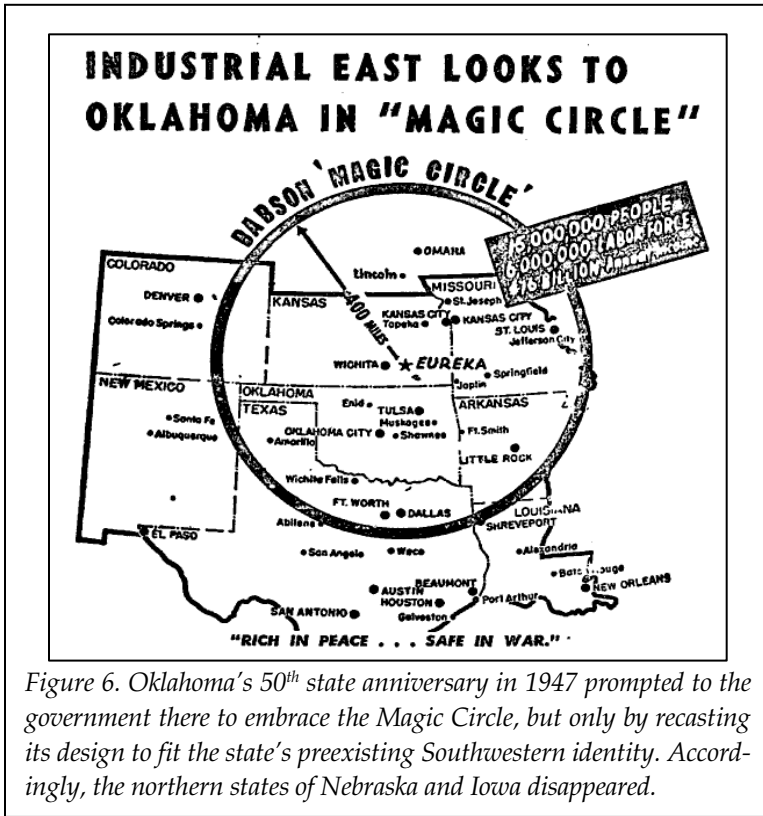 INDUSTRIAL EAST LOOKS TO
OKLAHOMA IN "MAGIC CIRCLE"
BABSON 'MAGIC CIRCLE'
16 000 000 PEOPLE
6 000 000 LABOR FORCE
BILLION
400 MILES
OMAHA
Lincoln
COLORADO
DENVER
Colorado Springs
KANSAS
MISSOURI
St. Joseph
KANSAS CITY
KANSAS CITY
Topeka
ST. LOUIS
Jefferson City
WICHITA
EUREKA
Springfield
Joplin
NEW MEXICO
OKLAHOMA
TEXAS
Enid
TULSA
Muskogee
ARKANSAS
Santa Fe
Albuquerque
OKLAHOMA CITY
Shawnee
Ft. Smith
Amarillo
LITTLE ROCK
Wichita Falls
FT. WORTH
DALLAS
LOUISIANA
SHREVEPORT
Abilene
EL PASO
San Angelo
Waco
Alexandria
BEAUMONT
AUSTIN
HOUSTON
Port Arthur
NEW ORLEANS
SAN ANTONIO
Galveston
"RICH IN PEACE . . . SAFE IN WAR."
Figure 6. Oklahoma's 50th state anniversary in 1947 prompted to the
government there to embrace the Magic Circle, but only by recasting
its design to fit the state's preexisting Southwestern identity. Accord-
ingly, the northern states of Nebraska and Iowa disappeared.